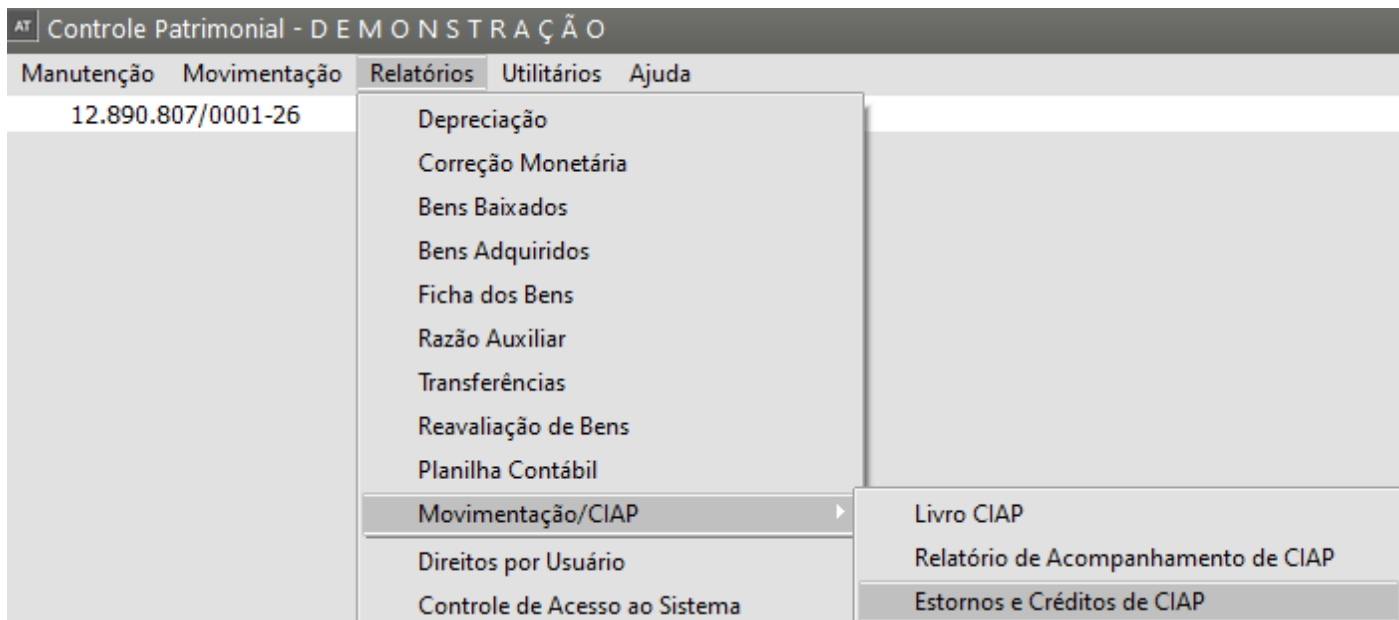 AT Controle Patrimonial - D E M O N S T R A Ç Ã O
Manutenção Movimentação Relatórios Utilitários Ajuda
12.890.807/0001-26
Depreciação
Correção Monetária
Bens Baixados
Bens Adquiridos
Ficha dos Bens
Razão Auxiliar
Transferências
Reavaliação de Bens
Planilha Contábil
Movimentação/CIAP
Livro CIAP
Relatório de Acompanhamento de CIAP
Estornos e Créditos de CIAP
Direitos por Usuário
Controle de Acesso ao Sistema